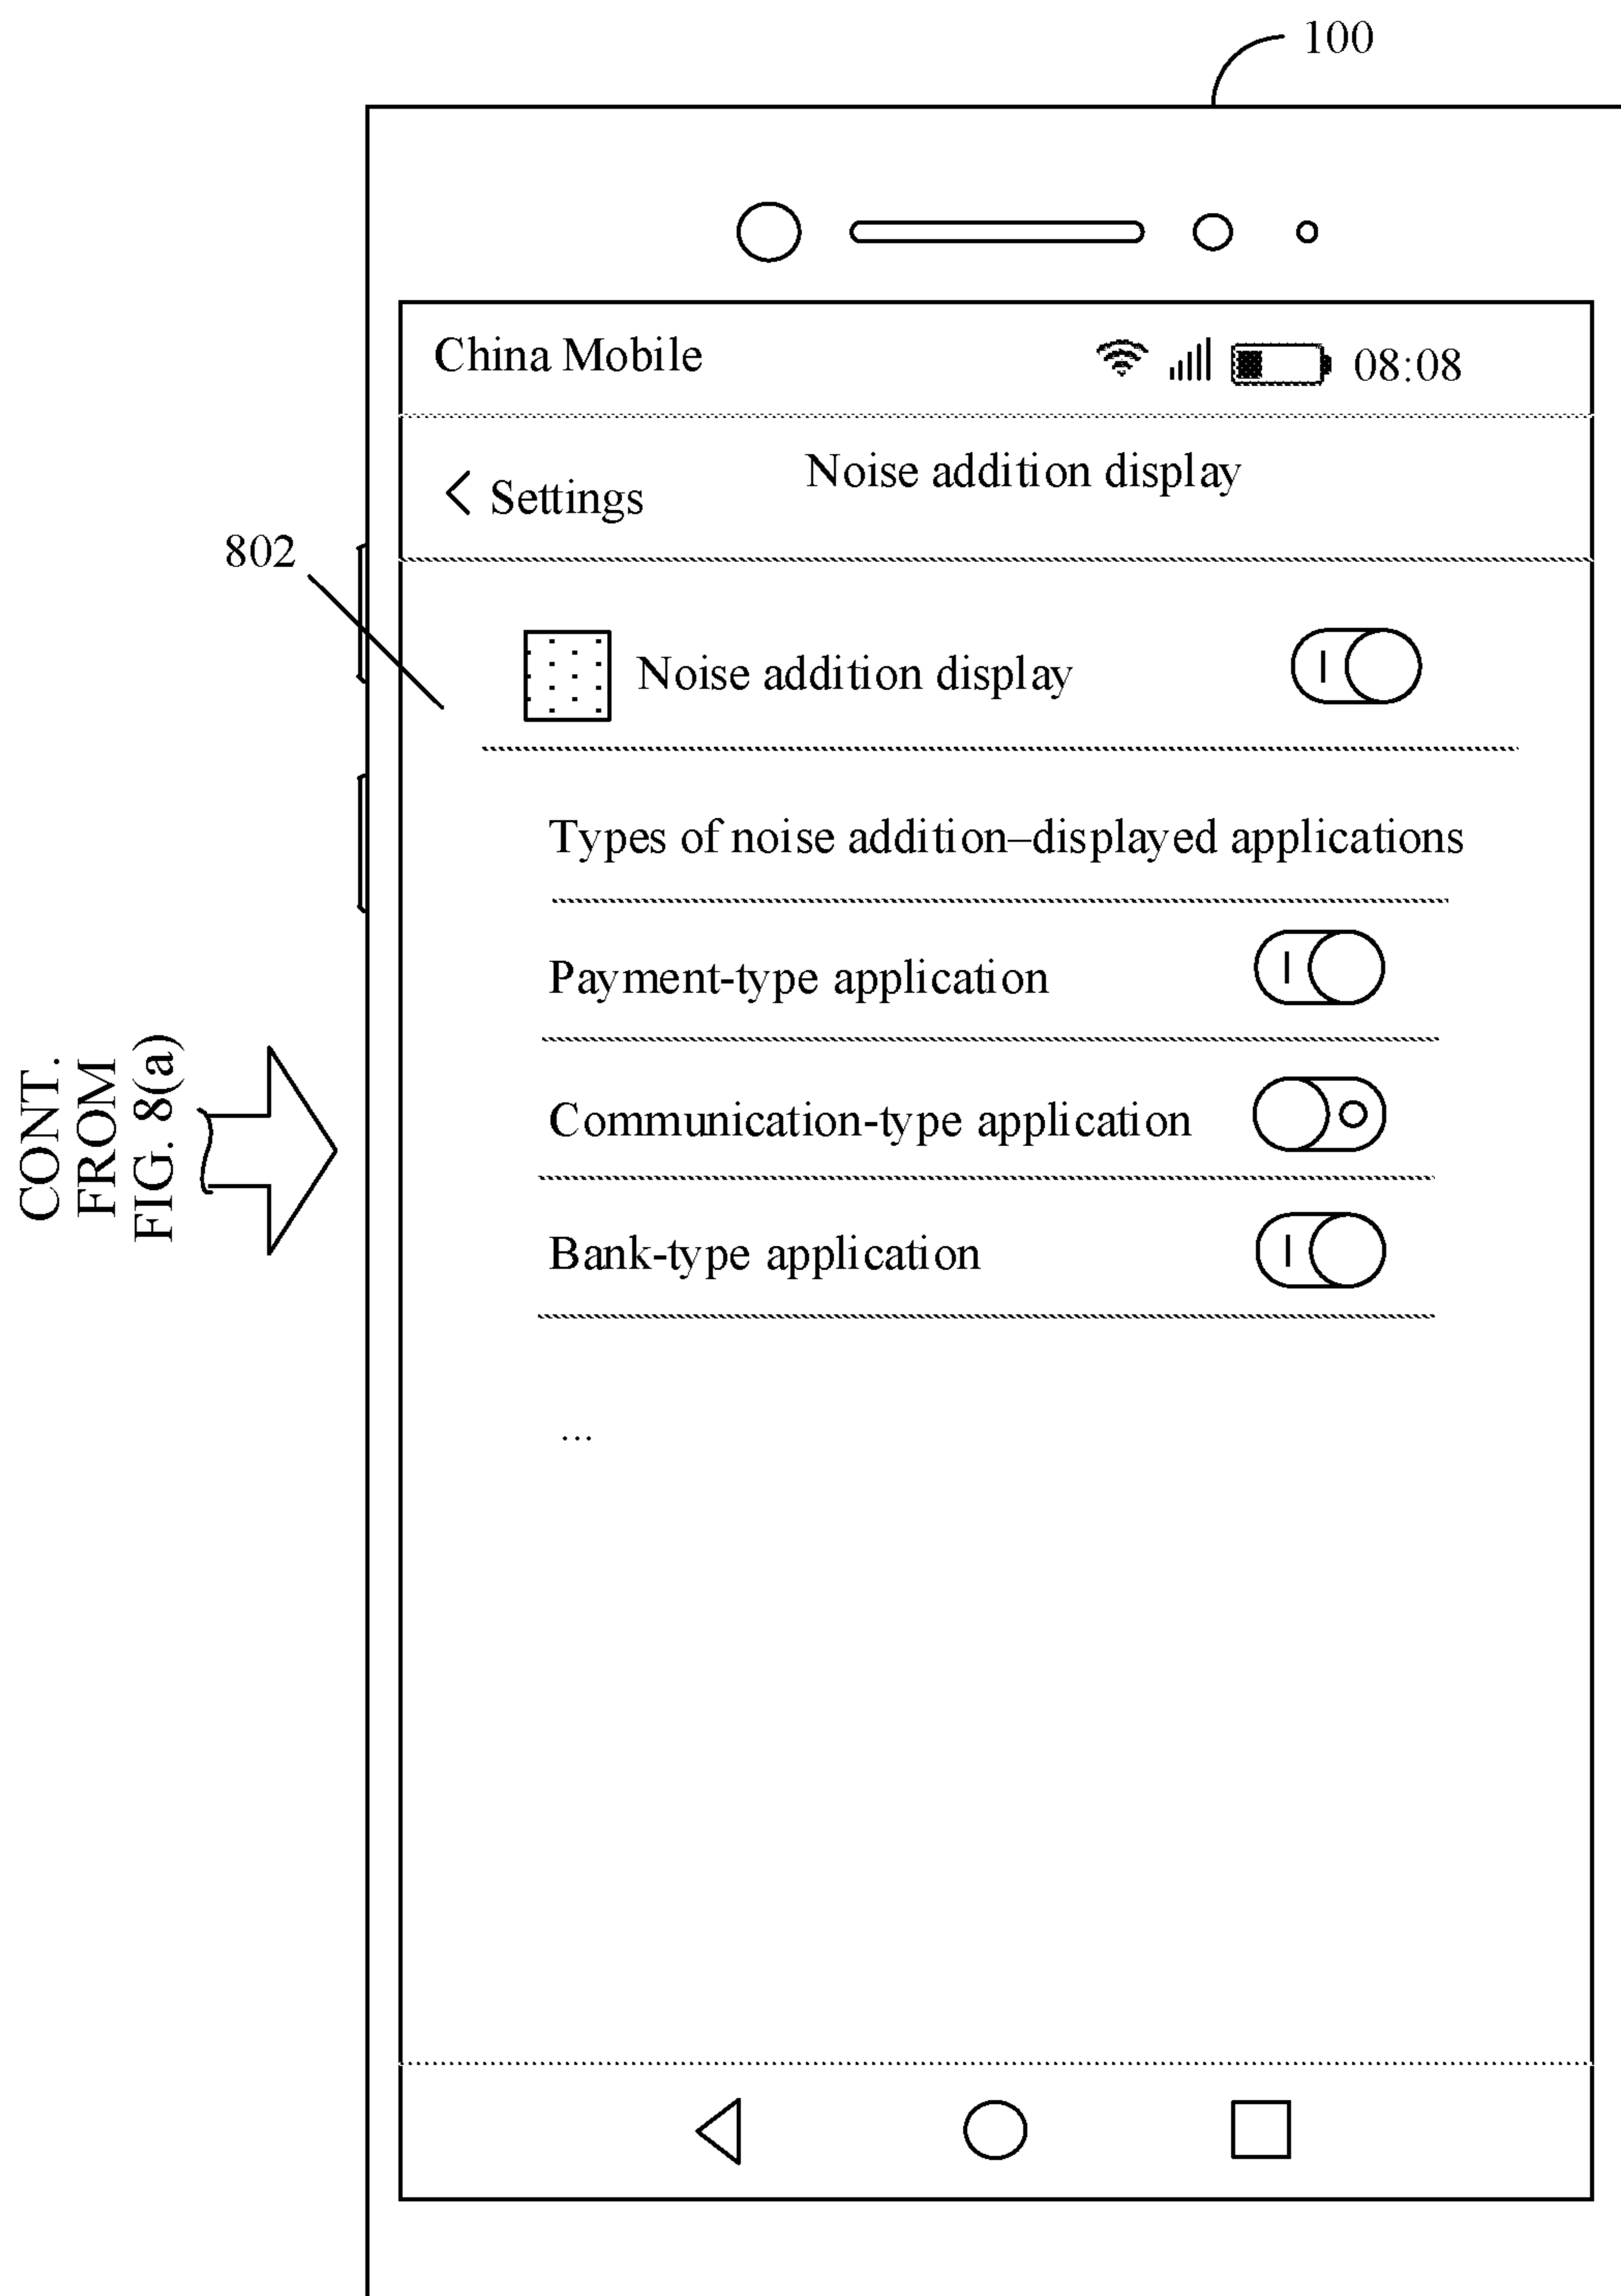 100
China Mobile 08:08
< Settings Noise addition display
802
Noise addition display
Types of noise addition–displayed applications
Payment-type application
Communication-type application
Bank-type application
...
CONT.
FROM
FIG. 8(a)